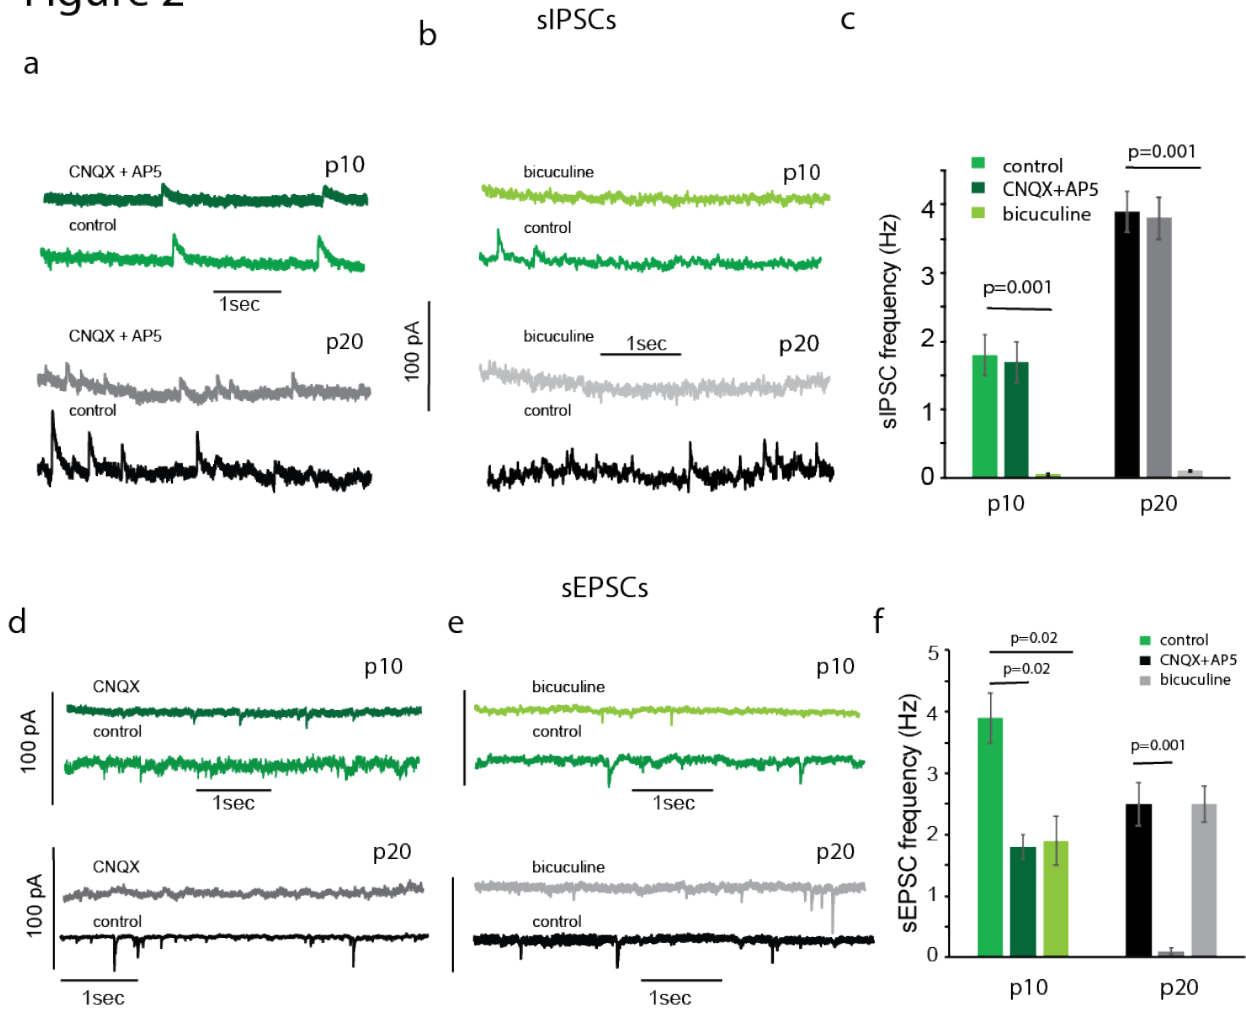 Figure 2
sIPSCs
a
b
c
CNQX + AP5
p10
control
1sec
CNQX + AP5
p20
control
100 pA
bicuculine
p10
control
bicuculine
1sec
p20
control
control
CNQX+AP5
bicuculine
p=0.001
p=0.001
sIPSC frequency (Hz)
4
3
2
1
0
p10
p20
sEPSCs
d
e
f
CNQX
p10
control
100 pA
1sec
CNQX
p20
control
100 pA
1sec
bicuculine
p10
control
1sec
bicuculine
p20
control
1sec
p=0.02
p=0.02
control
CNQX+AP5
bicuculine
p=0.001
sEPSC frequency (Hz)
5
4
3
2
1
0
p10
p20